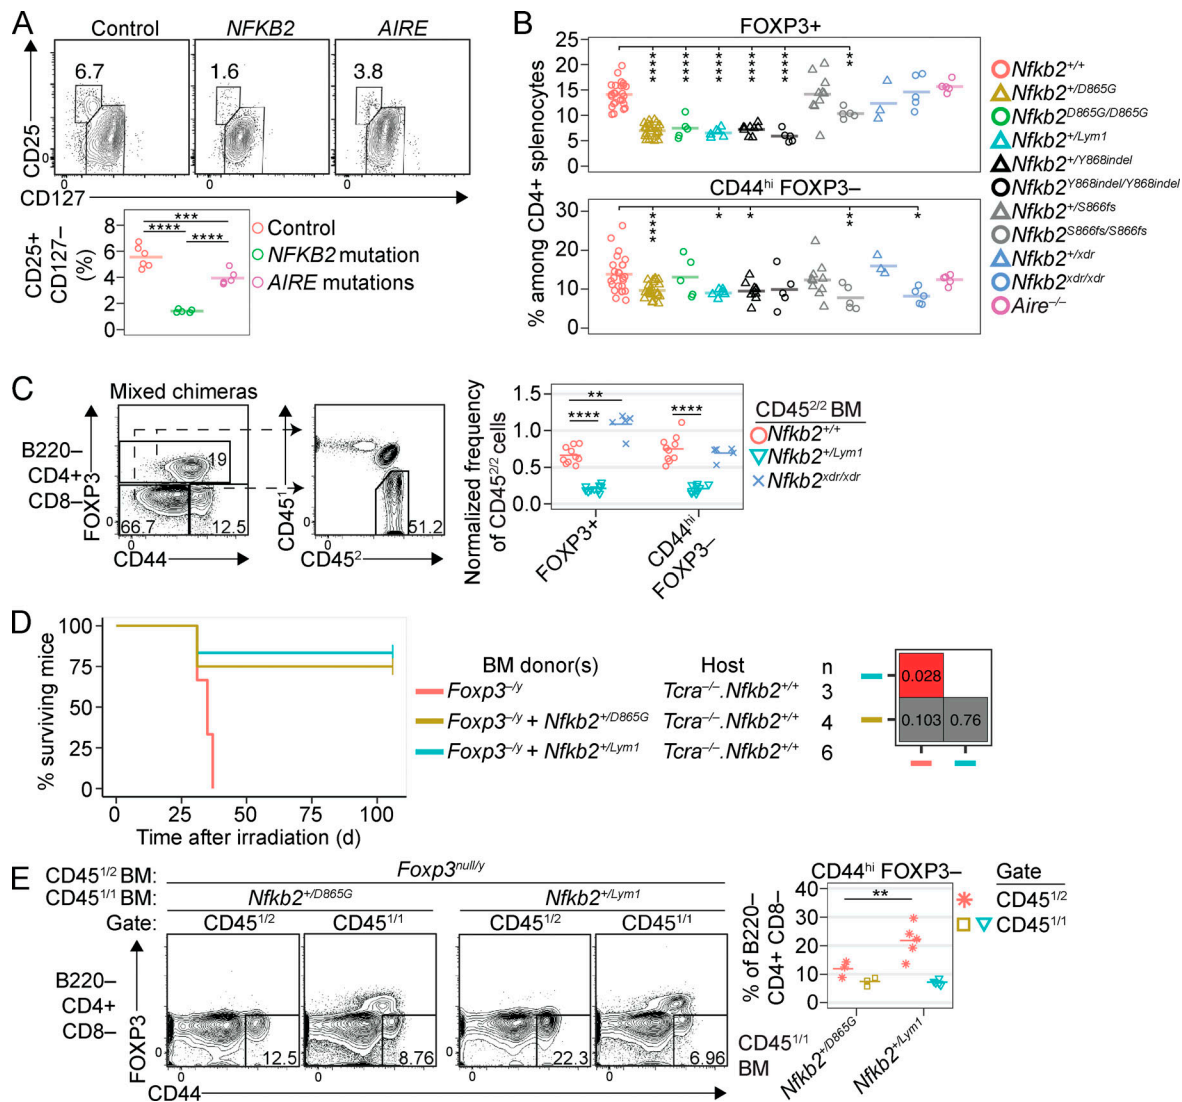 A
Control
NFKB2
AIRE
6.7
1.6
3.8
CD25
0
0
0
0
CD127
CD25+
CD127–
(%)
8
6
4
2
0
***
****
****
Control
NFKB2 mutation
AIRE mutations
B
FOXP3+
% among CD4+ splenocytes
25
20
15
10
5
0
****
****
****
****
****
**
CD44hi FOXP3–
30
20
10
0
****
*
*
**
*
Nfkb2+/+
Nfkb2+/D865G
Nfkb2D865G/D865G
Nfkb2+/Lym1
Nfkb2+/Y868indel
Nfkb2Y868indel/Y868indel
Nfkb2+/S866fs
Nfkb2S866fs/S866fs
Nfkb2+/xdr
Nfkb2xdr/xdr
Aire–/–
C
Mixed chimeras
B220–
CD4+
CD8–
FOXP3
19
66.7
12.5
0
0
CD44
CD451
51.2
0
0
CD452
Normalized frequency
of CD452/2 cells
1.5
1.0
0.5
0.0
**
****
****
FOXP3+
CD44hi
FOXP3–
CD452/2 BM
Nfkb2+/+
Nfkb2+/Lym1
Nfkb2xdr/xdr
D
% surviving mice
100
75
50
25
0
0
25
50
75
100
Time after irradiation (d)
BM donor(s)
Host
n
Foxp3–/y
Tcra–/–.Nfkb2+/+
3
Foxp3–/y + Nfkb2+/D865G
Tcra–/–.Nfkb2+/+
4
Foxp3–/y + Nfkb2+/Lym1
Tcra–/–.Nfkb2+/+
6
0.028
0.103
0.76
E
CD451/2 BM:
Foxp3null/y
CD451/1 BM:
Nfkb2+/D865G
Nfkb2+/Lym1
Gate:
CD451/2
CD451/1
CD451/2
CD451/1
B220–
CD4+
CD8–
FOXP3
0
12.5
8.76
22.3
6.96
0
0
0
0
CD44
CD44hi FOXP3–
% of B220–
CD4+ CD8–
40
30
20
10
0
**
CD451/1
BM
Nfkb2+/D865G
Nfkb2+/Lym1
Gate
CD451/2
CD451/1